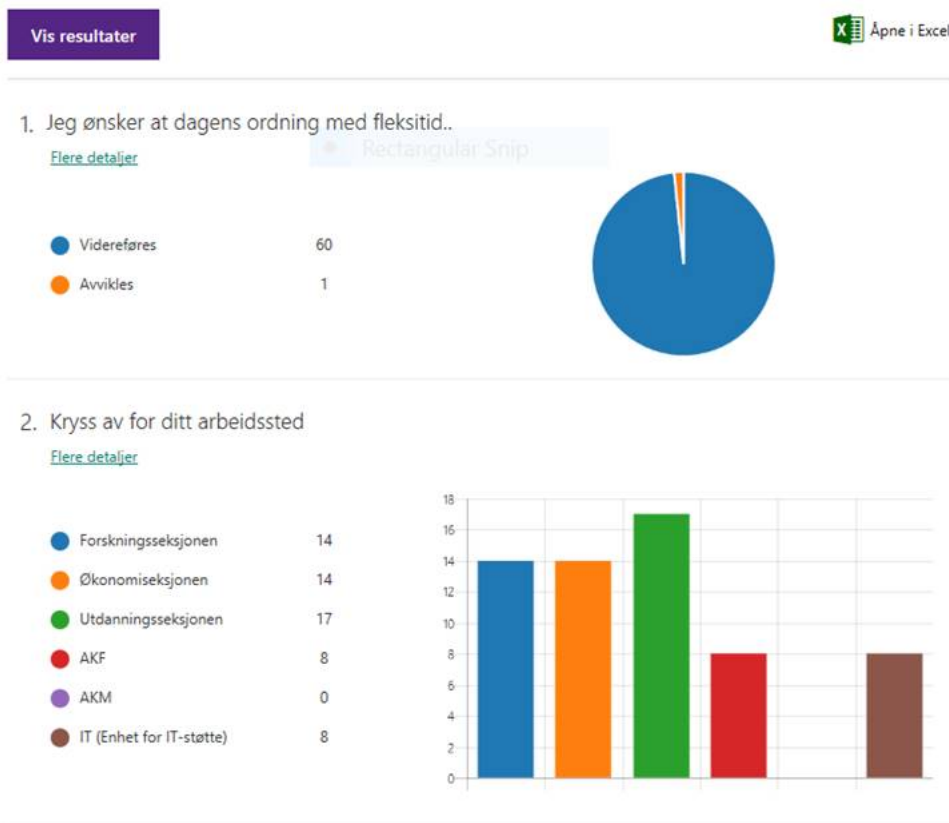 Vis resultater
Åpne i Excel
1. Jeg ønsker at dagens ordning med fleksitid..
Rectangular Snip
Flere detaljer
Videreføres 60
Avvikles 1
2. Kryss av for ditt arbeidssted
Flere detaljer
Forskningsseksjonen 14
Økonomiseksjonen 14
Utdanningsseksjonen 17
AKF 8
AKM 0
IT (Enhet for IT-støtte) 8
18
16
14
12
10
8
6
4
2
0